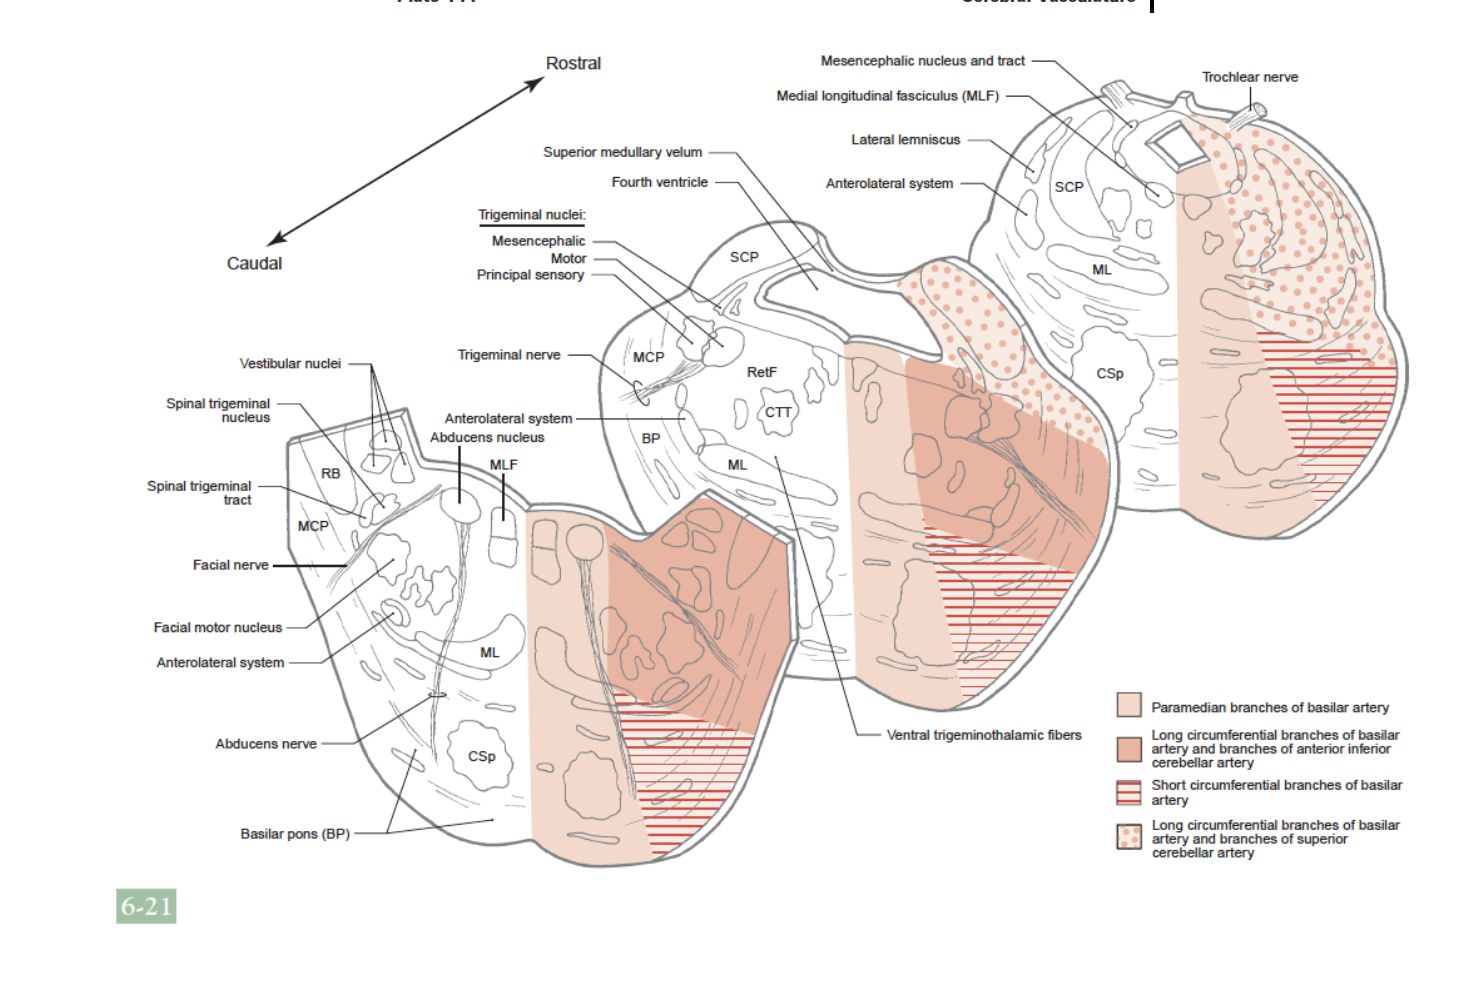 Cerebral Vasculature
Rostral
Caudal
Mesencephalic nucleus and tract
Trochlear nerve
Medial longitudinal fasciculus (MLF)
Lateral lemniscus
Anterolateral system
SCP
ML
CSp
Superior medullary velum
Fourth ventricle
Trigeminal nuclei:
Mesencephalic
Motor
Principal sensory
SCP
MCP
Trigeminal nerve
RetF
CTT
Anterolateral system
BP
ML
Abducens nucleus
MLF
Vestibular nuclei
Spinal trigeminal
nucleus
RB
Spinal trigeminal
tract
MCP
Facial nerve
Facial motor nucleus
Anterolateral system
ML
Abducens nerve
CSp
Basilar pons (BP)
Ventral trigeminothalamic fibers
Paramedian branches of basilar artery
Long circumferential branches of basilar
artery and branches of anterior inferior
cerebellar artery
Short circumferential branches of basilar
artery
Long circumferential branches of basilar
artery and branches of superior
cerebellar artery
6-21